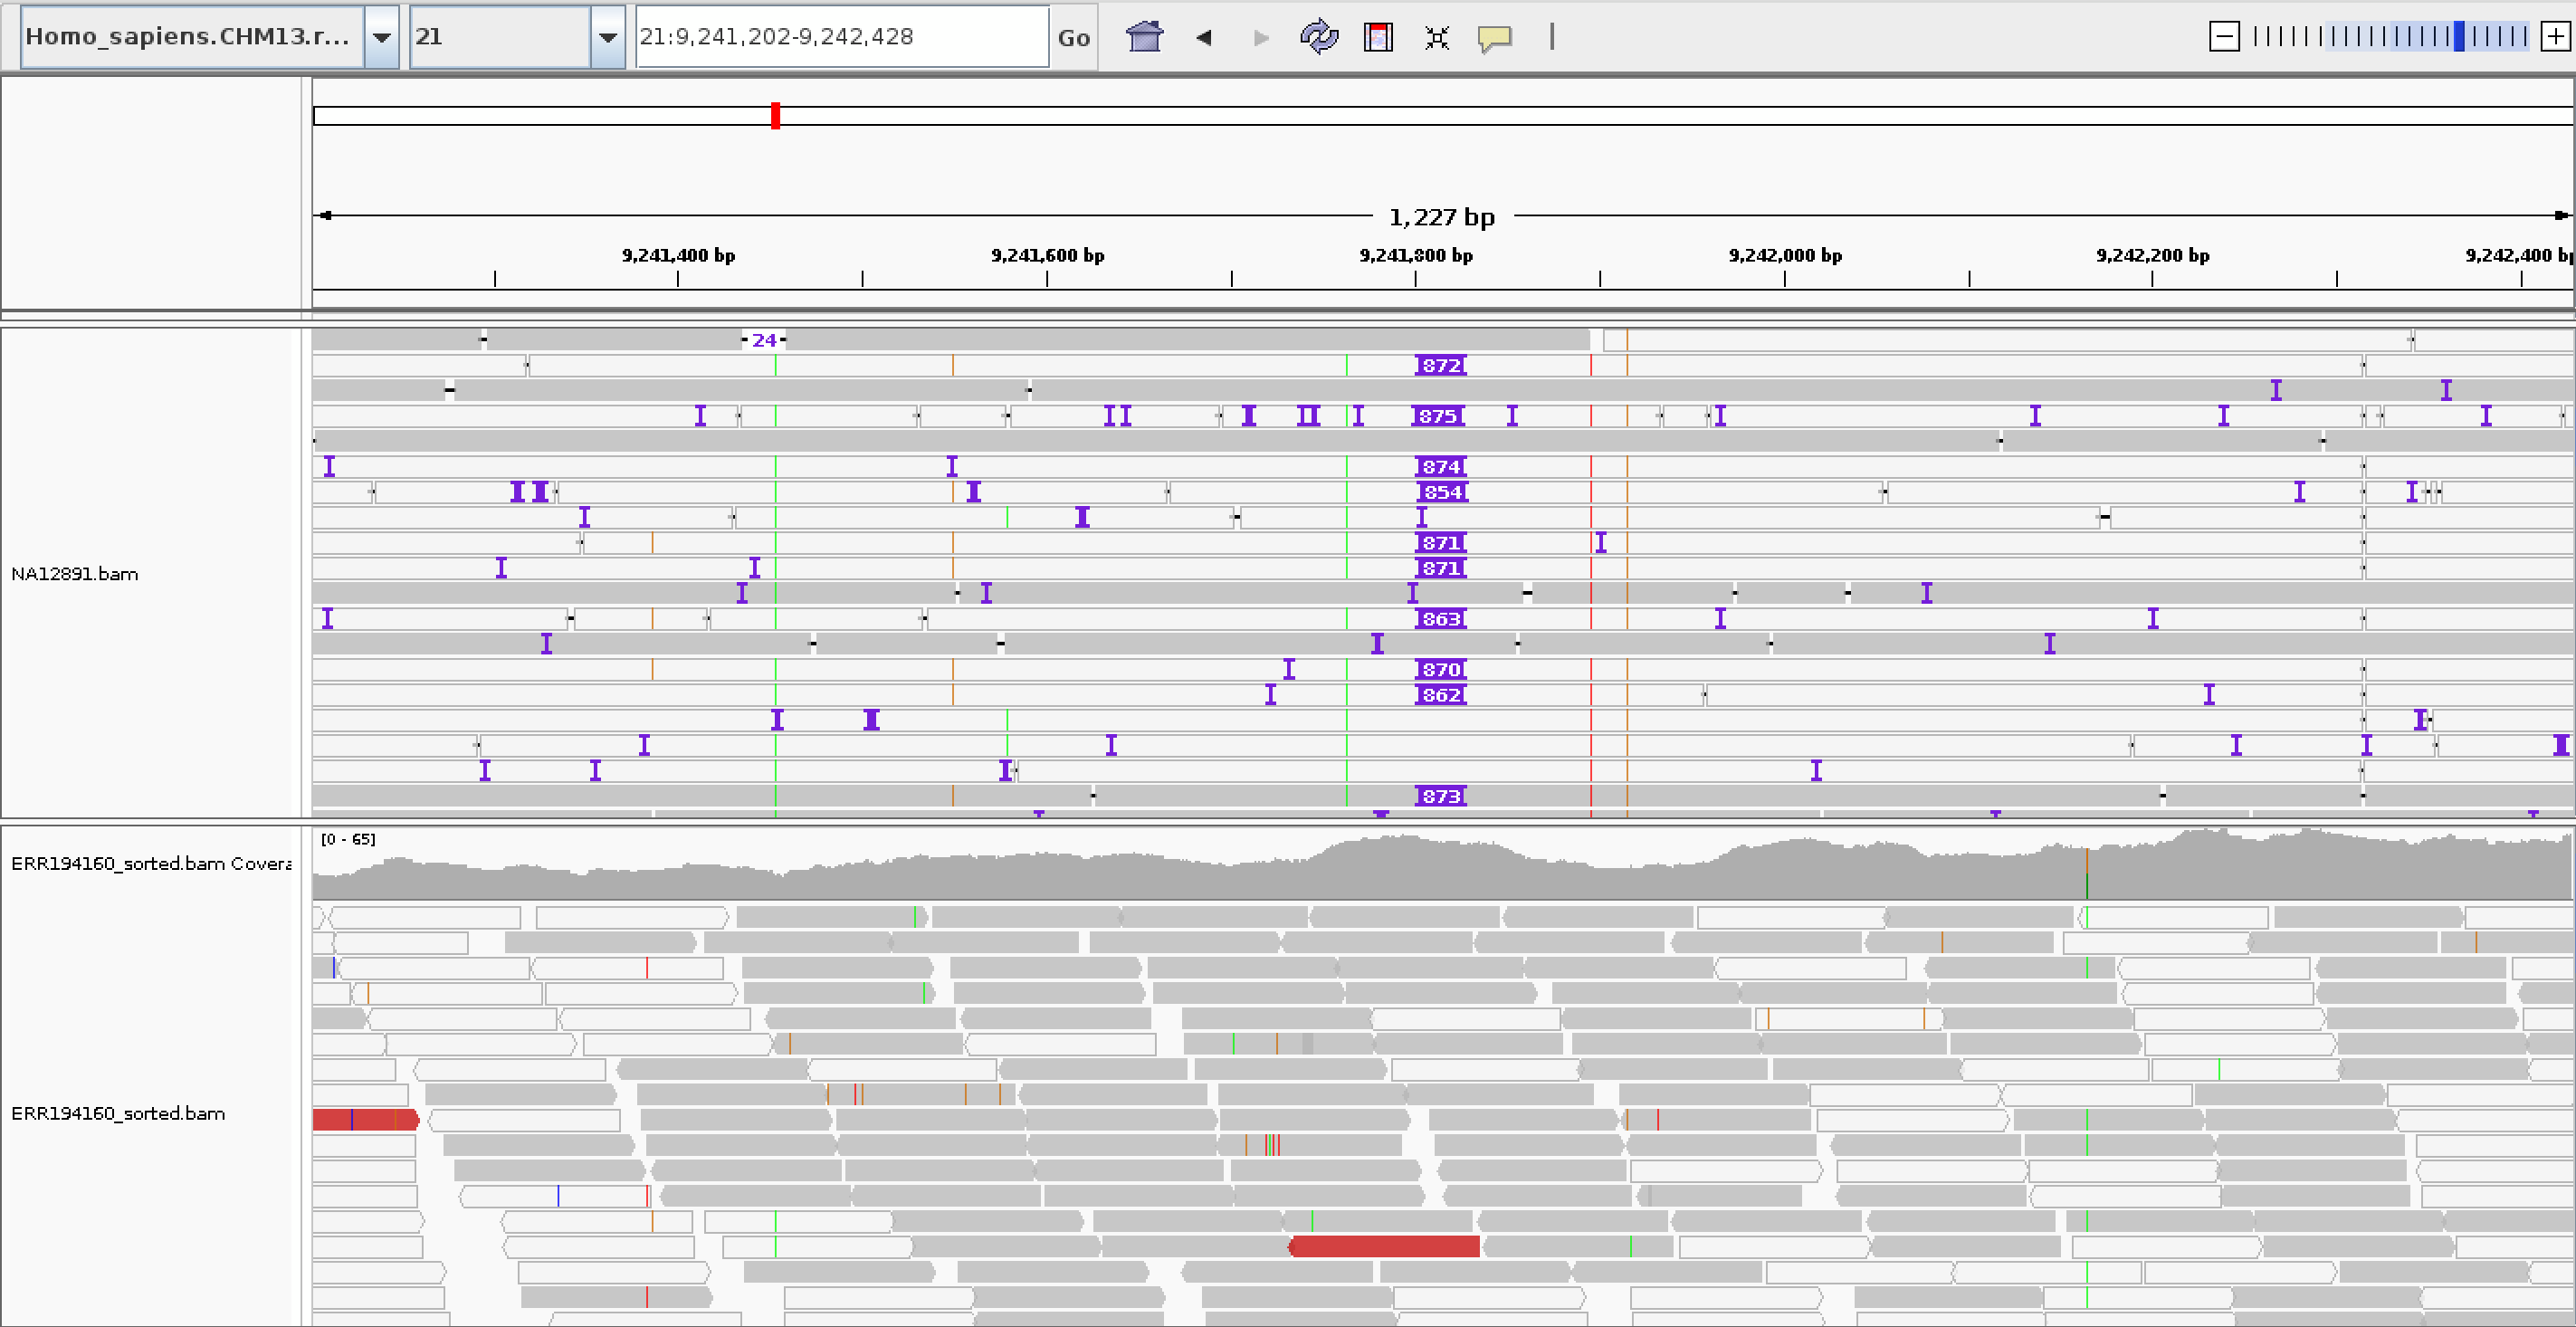 Homo_sapiens.CHM13.r... 21 21:9,241,202-9,242,428 Go
1,227 bp
9,241,400 bp 9,241,600 bp 9,241,800 bp 9,242,000 bp 9,242,200 bp 9,242,400 bp
24
872
875
874
854
871
NA12891.bam
871
863
870
862
873
[0 - 65]
ERR194160_sorted.bam Covera
ERR194160_sorted.bam